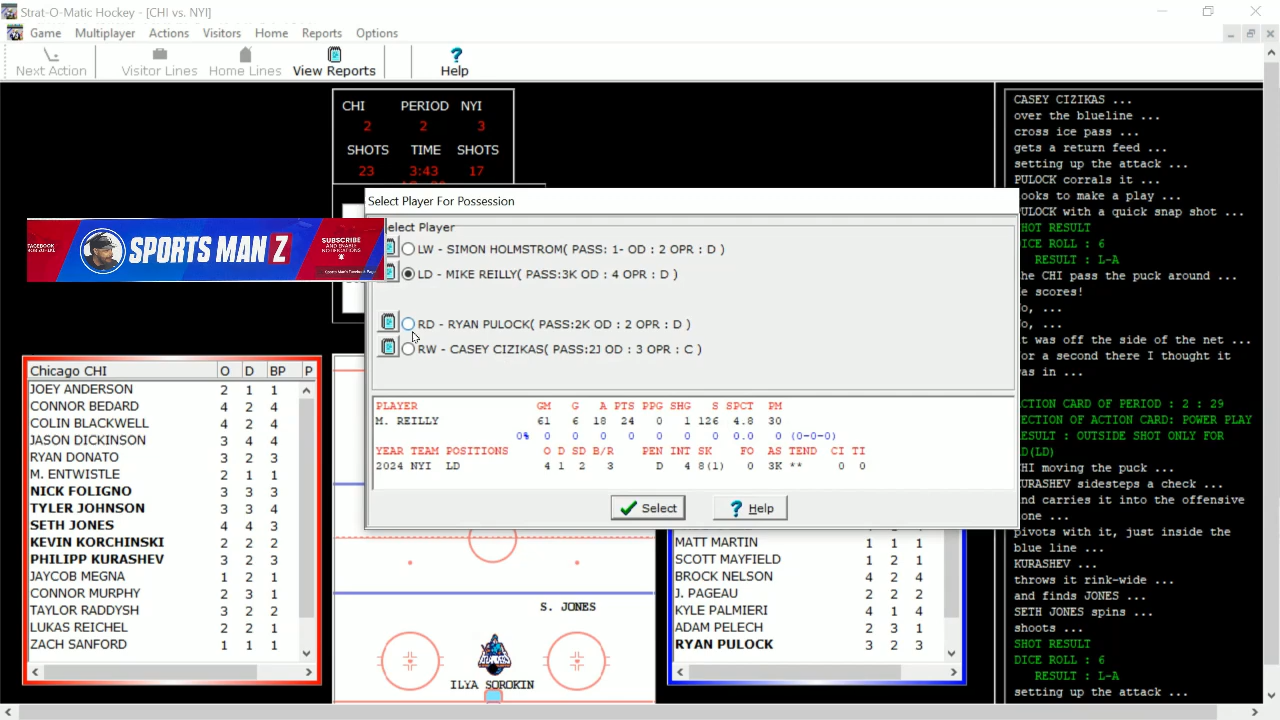 Strat-O-Matic Hockey - [CHI vs. NYI]
Game Multiplayer Actions Visitors Home Reports Options
Next Action Visitor Lines Home Lines View Reports Help
CHI PERIOD NYI
2 2 3
SHOTS TIME SHOTS
23 3:43 17
Select Player For Possession
elect Player
LW - SIMON HOLMSTROM( PASS: 1- OD : 2 OPR : D )
LD - MIKE REILLY( PASS:3K OD : 4 OPR : D )
RD - RYAN PULOCK( PASS:2K OD : 2 OPR : D )
RW - CASEY CIZIKAS( PASS:2J OD : 3 OPR : C )
PLAYER GM G A PTS PPG SHG S SPCT PM
M. REILLY 61 6 18 24 0 1 126 4.8 30
0% 0 0 0 0 0 0 0.0 0 (0-0-0)
YEAR TEAM POSITIONS O D SD B/R PEN INT SK FO AS TEND CI TI
2024 NYI LD 4 1 2 3 D 4 8(1) 0 3K ** 0 0
Select Help
FACEBOOK
SPORTS MAN Z
SUBSCRIBE
AND ENABLE
NOTIFICATIONS
Sports Man's Facebook Page
Chicago CHI O D BP P
JOEY ANDERSON 2 1 1
CONNOR BEDARD 4 2 4
COLIN BLACKWELL 4 2 4
JASON DICKINSON 3 4 4
RYAN DONATO 3 2 3
M. ENTWISTLE 2 1 1
NICK FOLIGNO 3 3 3
TYLER JOHNSON 3 3 4
SETH JONES 4 4 3
KEVIN KORCHINSKI 2 2 2
PHILIPP KURASHEV 3 2 3
JAYCOB MEGNA 1 2 1
CONNOR MURPHY 2 3 1
TAYLOR RADDYSH 3 2 2
LUKAS REICHEL 2 2 1
ZACH SANFORD 1 1 1
S. JONES
ILYA SOROKIN
MATT MARTIN 1 1 1
SCOTT MAYFIELD 1 2 1
BROCK NELSON 4 2 4
J. PAGEAU 2 2 2
KYLE PALMIERI 4 1 4
ADAM PELECH 2 3 1
RYAN PULOCK 3 2 3
CASEY CIZIKAS ...
over the blueline ...
cross ice pass ...
gets a return feed ...
setting up the attack ...
PULOCK corrals it ...
ooks to make a play ...
ULOCK with a quick snap shot ...
HOT RESULT
ICE ROLL : 6
RESULT : L-A
he CHI pass the puck around ...
e scores!
o, ...
o, ...
t was off the side of the net ...
or a second there I thought it
as in ...
CTION CARD OF PERIOD : 2 : 29
ECTION OF ACTION CARD: POWER PLAY
ESULT : OUTSIDE SHOT ONLY FOR
D(LD)
HI moving the puck ...
URASHEV sidesteps a check ...
nd carries it into the offensive
one ...
pivots with it, just inside the
blue line ...
KURASHEV ...
throws it rink-wide ...
and finds JONES ...
SETH JONES spins ...
shoots ...
SHOT RESULT
DICE ROLL : 6
RESULT : L-A
setting up the attack ...